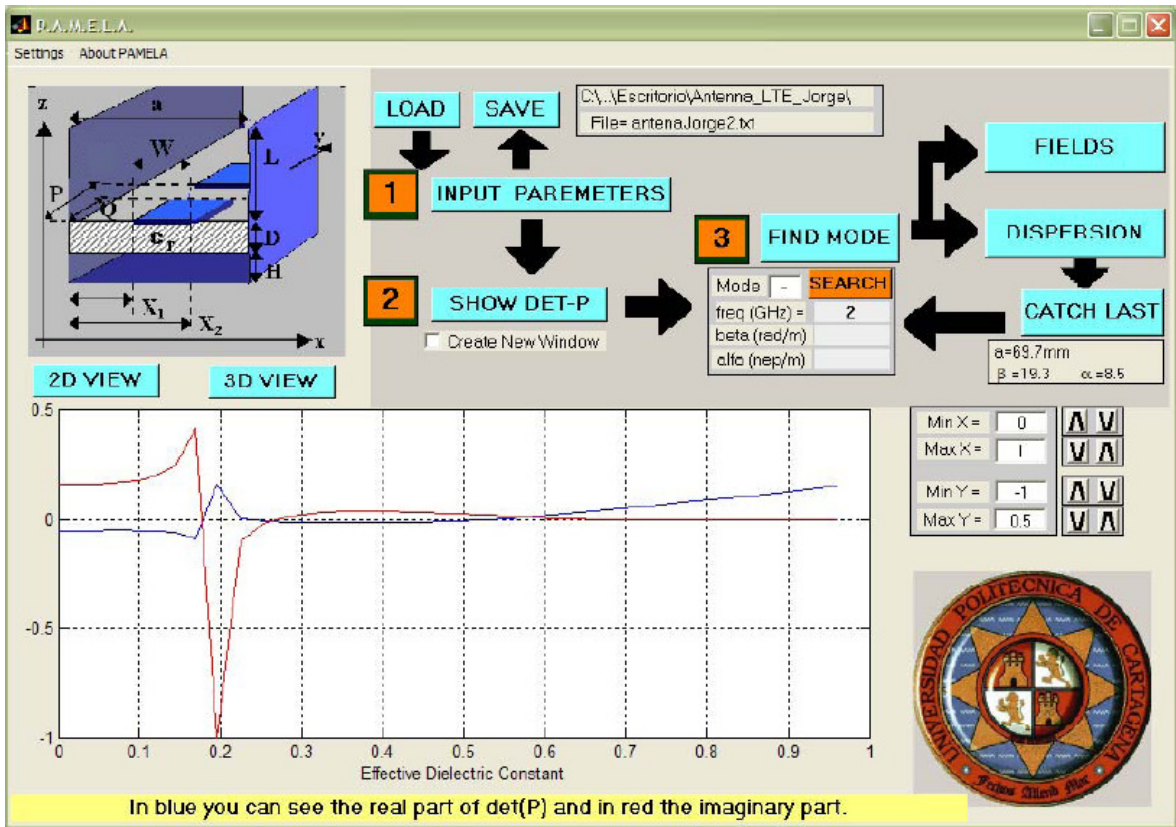 P.A.M.E.L.A.
Settings About PAMELA
z
a
W
L
y
P
Q
εr
D
H
X1
X2
x
LOAD
SAVE
C:\..\Escritorio\Antenna_LTE_Jorge\
File= antenaJorge2.txt
1
INPUT PAREMETERS
2
SHOW DET-P
Create New Window
3
FIND MODE
Mode - SEARCH
freq (GHz) = 2
beta (rad/m)
alfa (nep/m)
FIELDS
DISPERSION
CATCH LAST
a=69.7mm
β =19.3 α=8.5
2D VIEW
3D VIEW
0.5
0
-0.5
-1
0 0.1 0.2 0.3 0.4 0.5 0.6 0.7 0.8 0.9 1
Effective Dielectric Constant
Min X = 0
Max X = 1
Min Y = -1
Max Y = 0.5
UNIVERSIDAD POLITECNICA DE CARTAGENA
In blue you can see the real part of det(P) and in red the imaginary part.